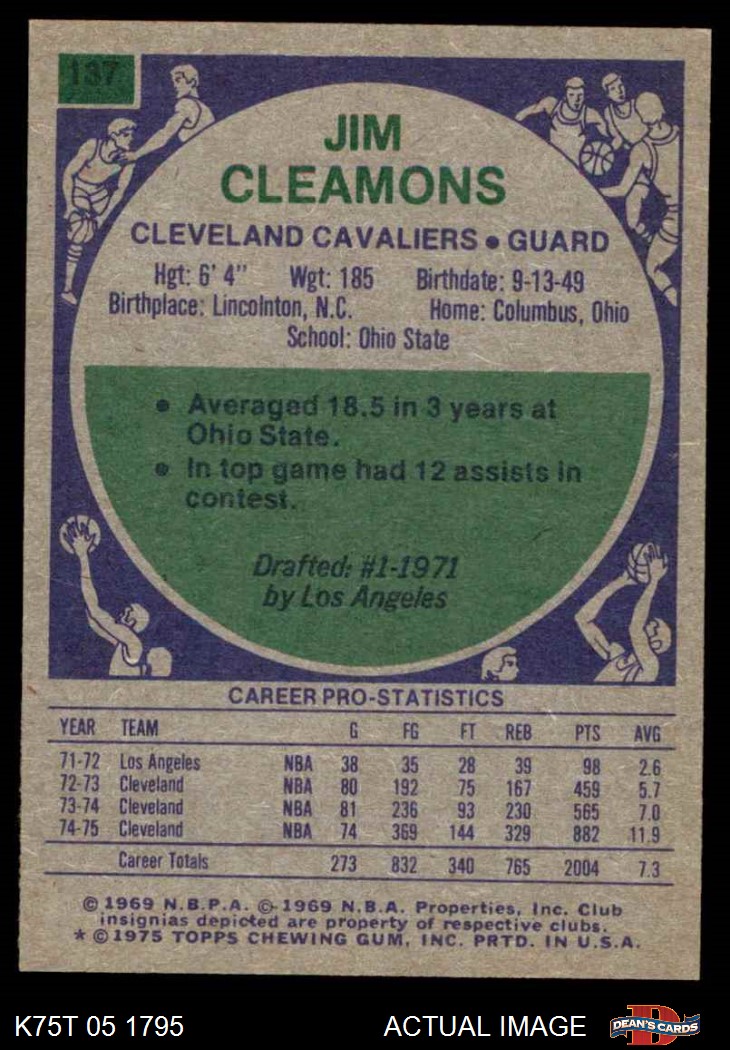 137
JIM
CLEAMONS
CLEVELAND CAVALIERS • GUARD
Hgt: 6' 4" Wgt: 185 Birthdate: 9-13-49
Birthplace: Lincolnton, N.C. Home: Columbus, Ohio
School: Ohio State
• Averaged 18.5 in 3 years at
Ohio State.
• In top game had 12 assists in
contest.
Drafted: #1-1971
by Los Angeles
CAREER PRO-STATISTICS
YEAR TEAM G FG FT REB PTS AVG
71-72 Los Angeles NBA 38 35 28 39 98 2.6
72-73 Cleveland NBA 80 192 75 167 459 5.7
73-74 Cleveland NBA 81 236 93 230 565 7.0
74-75 Cleveland NBA 74 369 144 329 882 11.9
Career Totals 273 832 340 765 2004 7.3
© 1969 N.B.P.A. © 1969 N.B.A. Properties, Inc. Club
insignias depicted are property of respective clubs.
* © 1975 TOPPS CHEWING GUM, INC. PRTD. IN U.S.A.
K75T 05 1795 ACTUAL IMAGE DEAN'S CARDS